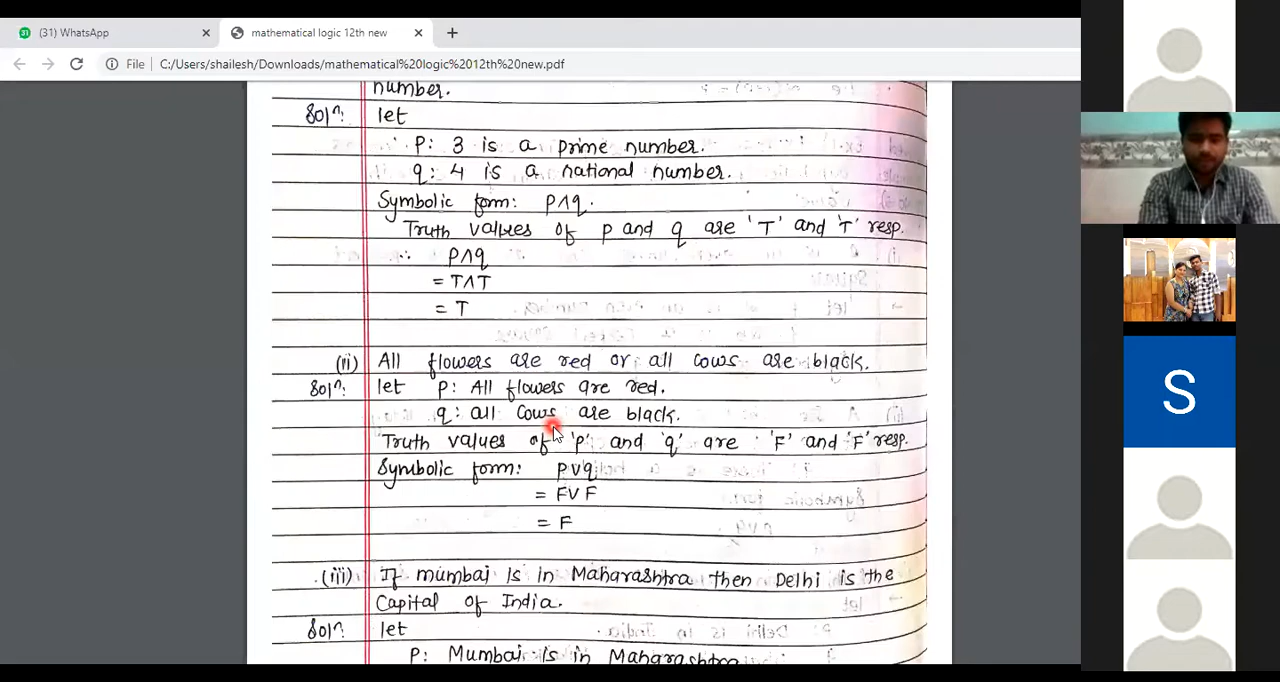 (31) WhatsApp
mathematical logic 12th new
File C:/Users/shailesh/Downloads/mathematical%20logic%2012th%20new.pdf
number.
Solⁿ: let
p: 3 is a prime number.
q: 4 is a rational number.
Symbolic form: p∧q.
Truth values of p and q are 'T' and 'T' resp.
∴ p∧q
= T∧T
= T
(ii) All flowers are red or all cows are black.
Solⁿ: let p: All flowers are red.
q: all cows are black.
Truth values of 'p' and 'q' are 'F' and 'F' resp.
Symbolic form: p∨q
= F∨F
= F
(iii) If mumbai is in Maharashtra then Delhi is the
Capital of India.
Solⁿ: let
p: Mumbai is in Maharashtra
S